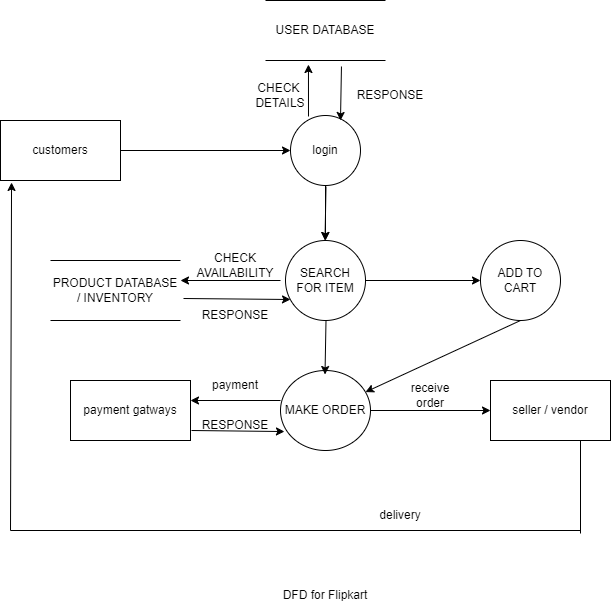 USER DATABASE
CHECK
DETAILS
RESPONSE
customers
login
CHECK
AVAILABILITY
PRODUCT DATABASE
/ INVENTORY
RESPONSE
SEARCH
FOR ITEM
ADD TO
CART
payment
payment gatways
RESPONSE
MAKE ORDER
receive
order
seller / vendor
delivery
DFD for Flipkart